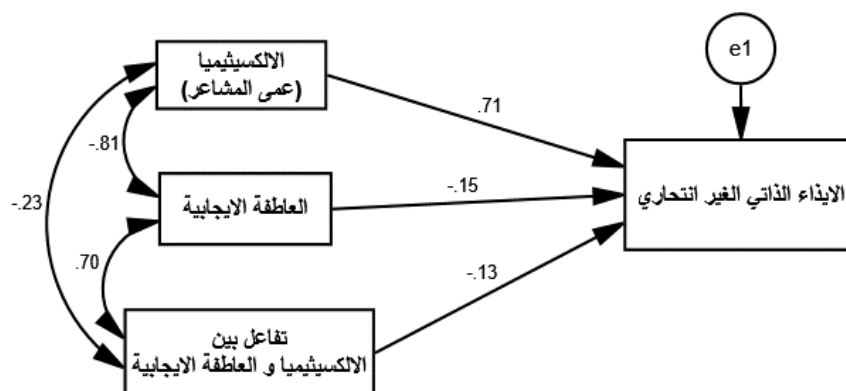 الالكسيثيميا
(عمى المشاعر)
e1
.71
-.81
الايذاء الذاتي الغير انتحاري
-.15
العاطفة الايجابية
-.23
.70
-.13
تفاعل بين
الالكسيثيميا و العاطفة الايجابية